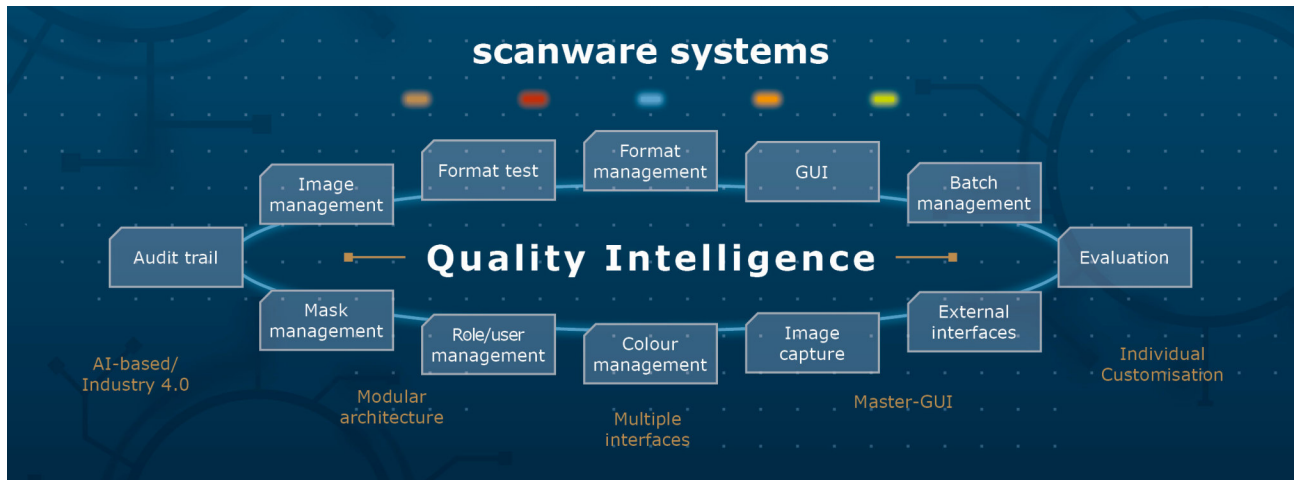 scanware systems
Format
management
Format test
GUI
Image
management
Batch
management
Audit trail
Quality Intelligence
Evaluation
Mask
management
Role/user
management
Colour
management
Image
capture
External
interfaces
AI-based/
Industry 4.0
Modular
architecture
Multiple
interfaces
Master-GUI
Individual
Customisation